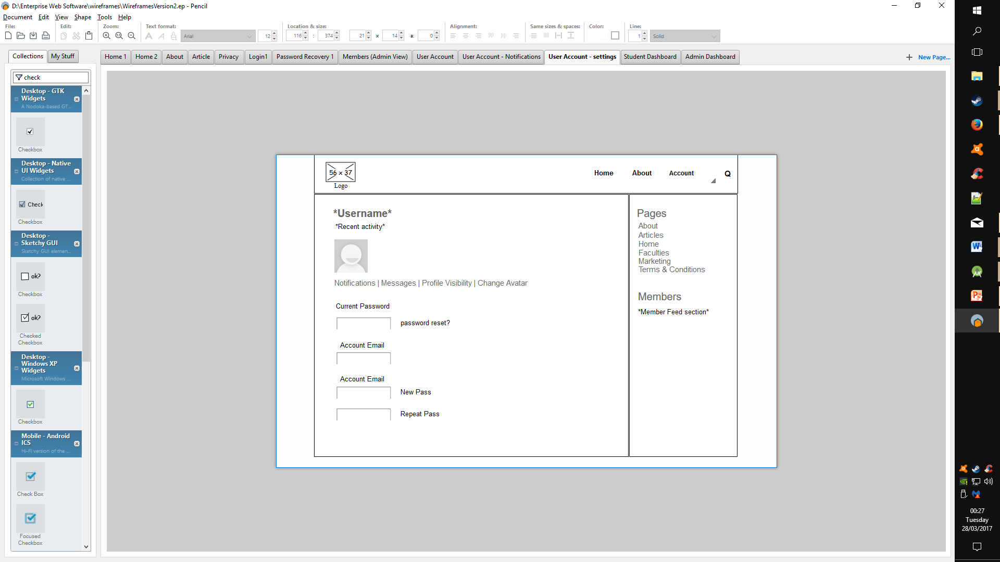 D:\Enterprise Web Software\wireframes\WireframesVersion2.ep - Pencil
Document Edit View Shape Tools Help
File: Edit: Zoom: Text format: Location & size: Alignment: Same sizes & spaces: Color: Line:
Arial 12 116 : 374 21 x 14 a: 0 1 Solid
Collections My Stuff
Home 1 Home 2 About Article Privacy Login1 Password Recovery 1 Members (Admin View) User Account User Account - Notifications User Account - settings Student Dashboard Admin Dashboard
New Page...
check
Desktop - GTK
Widgets
A Nodoka-based GT...
Checkbox
Desktop - Native
UI Widgets
Collection of native ...
Check
Checkbox
Desktop -
Sketchy GUI
Sketchy GUI elemen...
ok?
Checkbox
ok?
Checked
Checkbox
Desktop -
Windows XP
Widgets
Microsoft Windows ...
Checkbox
Mobile - Android
ICS
Hi-Fi version of the ...
Check Box
Focused
Checkbox
56 x 37
Logo
Home About Account Q
*Username*
*Recent activity*
Notifications | Messages | Profile Visibility | Change Avatar
Current Password
password reset?
Account Email
Account Email
New Pass
Repeat Pass
Pages
About
Articles
Home
Faculties
Marketing
Terms & Conditions
Members
*Member Feed section*
00:27
Tuesday
28/03/2017